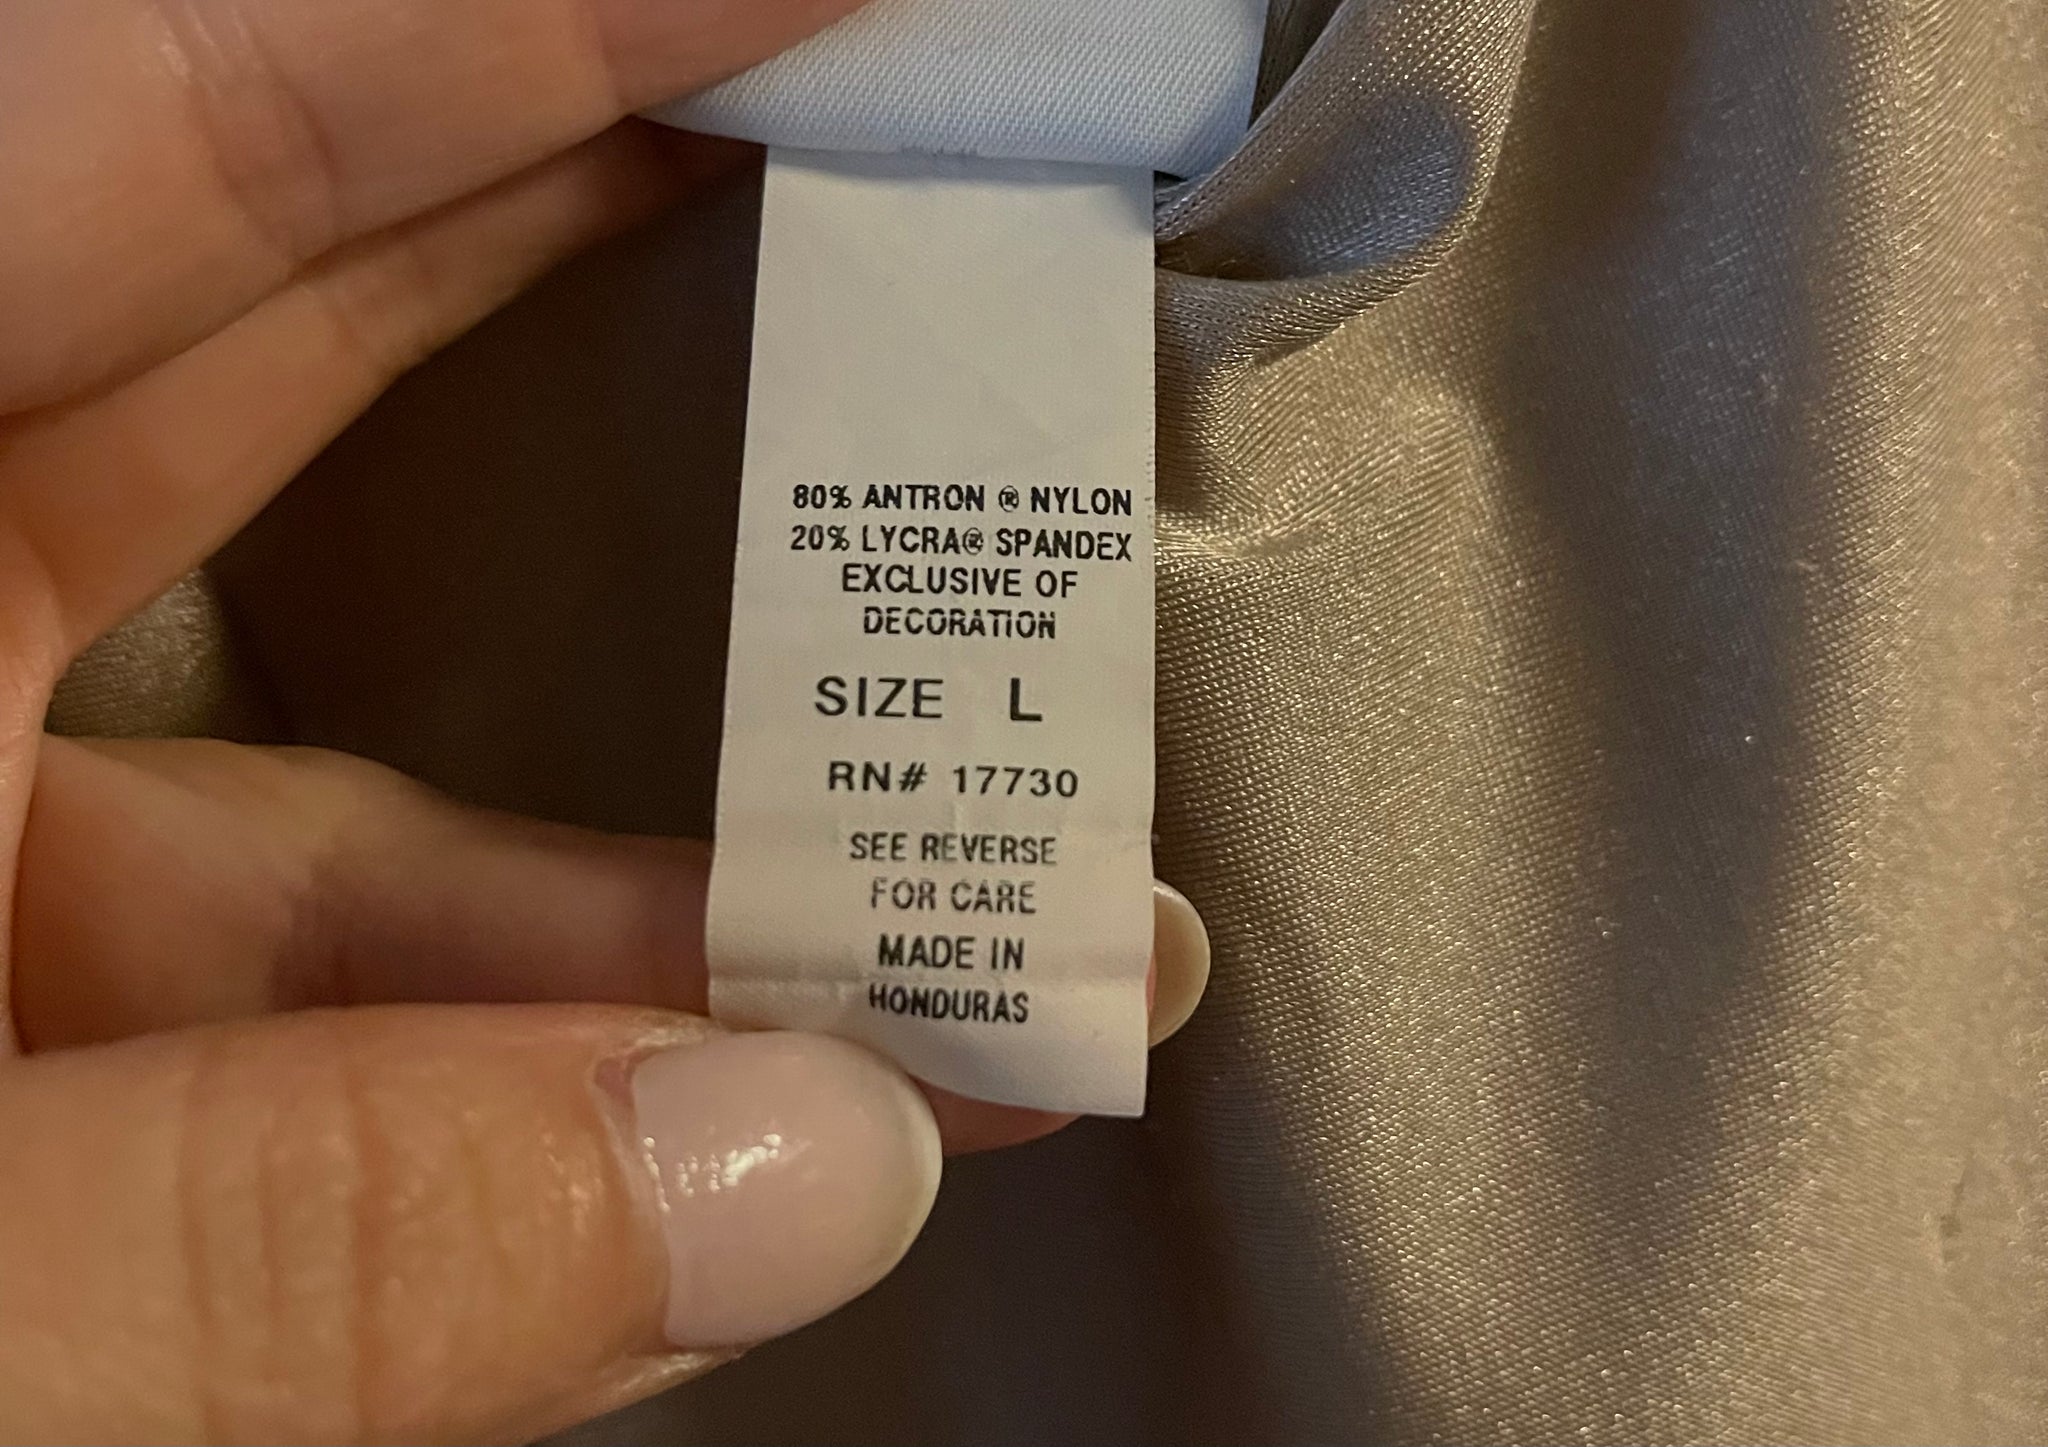 80% ANTRON ® NYLON
20% LYCRA® SPANDEX
EXCLUSIVE OF
DECORATION
SIZE L
RN# 17730
SEE REVERSE
FOR CARE
MADE IN
HONDURAS